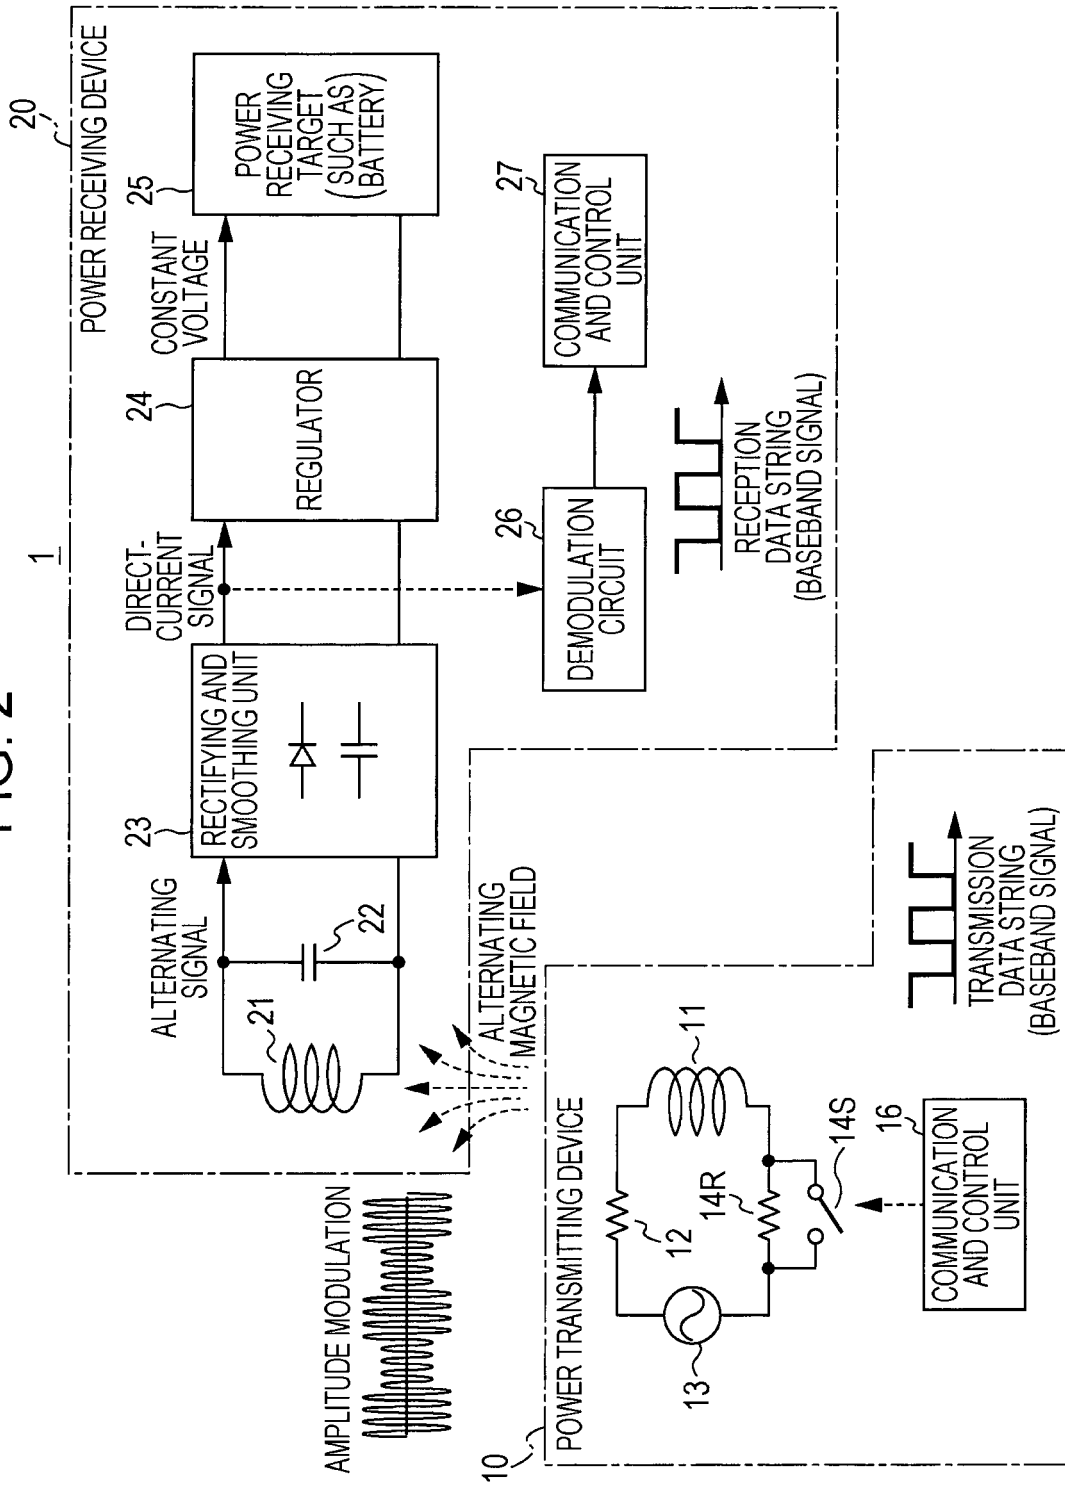 FIG. 2
1
20
POWER RECEIVING DEVICE
AMPLITUDE MODULATION
ALTERNATING
SIGNAL
21
22
23
RECTIFYING AND
SMOOTHING UNIT
DIRECT-
CURRENT
SIGNAL
24
REGULATOR
CONSTANT
VOLTAGE
25
POWER
RECEIVING
TARGET
(SUCH AS
BATTERY)
26
DEMODULATION
CIRCUIT
27
COMMUNICATION
AND CONTROL
UNIT
RECEPTION
DATA STRING
(BASEBAND SIGNAL)
ALTERNATING
MAGNETIC FIELD
10
POWER TRANSMITTING DEVICE
12
11
13
14R
14S
16
COMMUNICATION
AND CONTROL
UNIT
TRANSMISSION
DATA STRING
(BASEBAND SIGNAL)